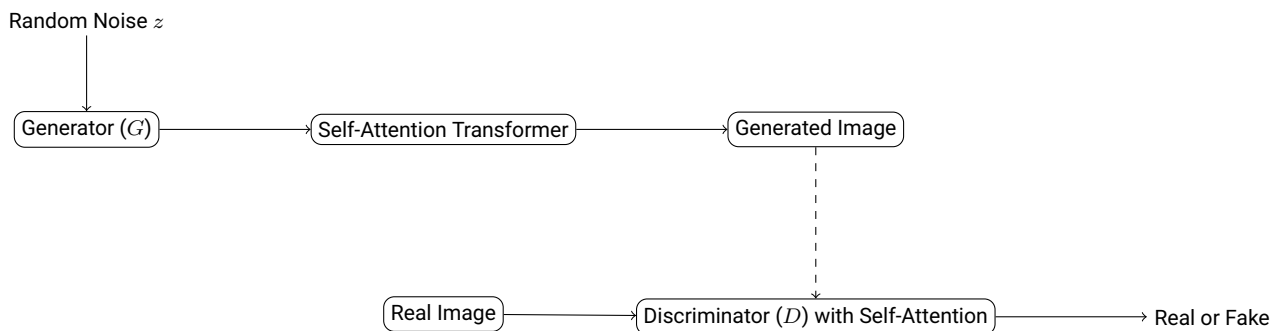 Random Noise z
Generator (G)
Self-Attention Transformer
Generated Image
Real Image
Discriminator (D) with Self-Attention
Real or Fake